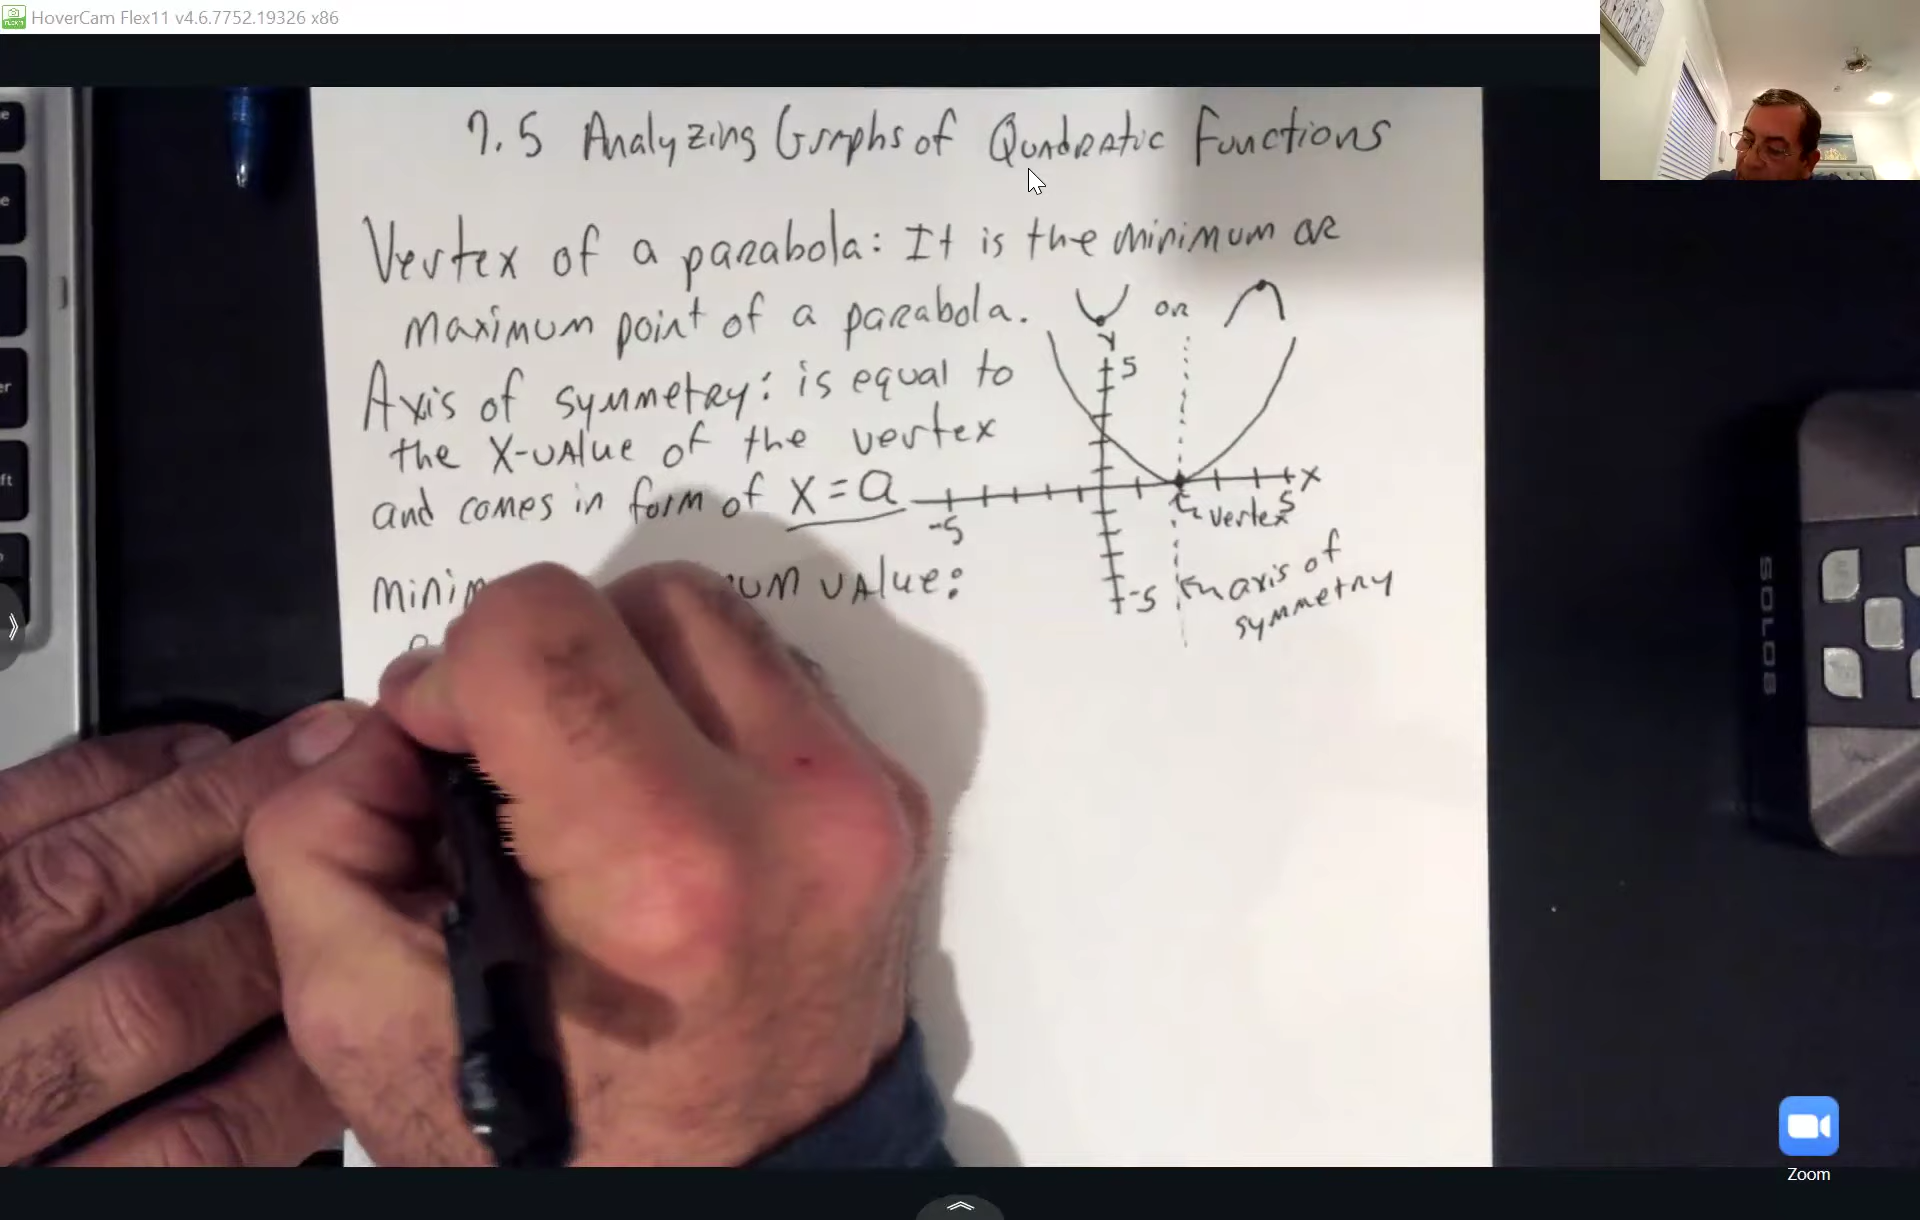 HoverCam Flex11 v4.6.7752.19326 x86
7.5 Analyzing Graphs of Quadratic Functions
Vertex of a parabola: It is the minimum or
maximum point of a parabola.
or
Axis of symmetry: is equal to
the X-value of the vertex
and comes in form of X = a
y
5
-5
x
5
vertex
-5
axis of
symmetry
value:
SOLOS
Zoom